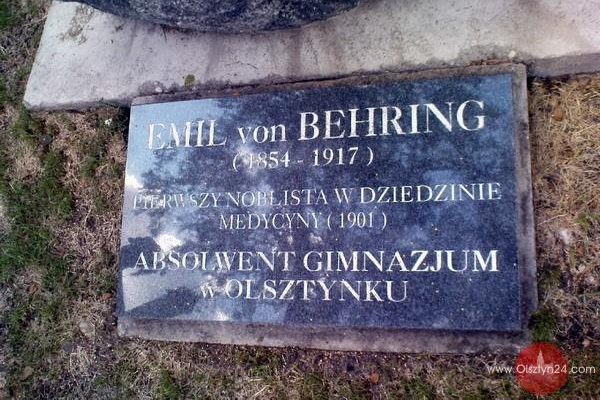 EMIL von BEHRING
( 1854 - 1917 )
PIERWSZY NOBLISTA W DZIEDZINIE
MEDYCYNY ( 1901 )
ABSOLWENT GIMNAZJUM
w OLSZTYNKU
www.Olsztyn24.com